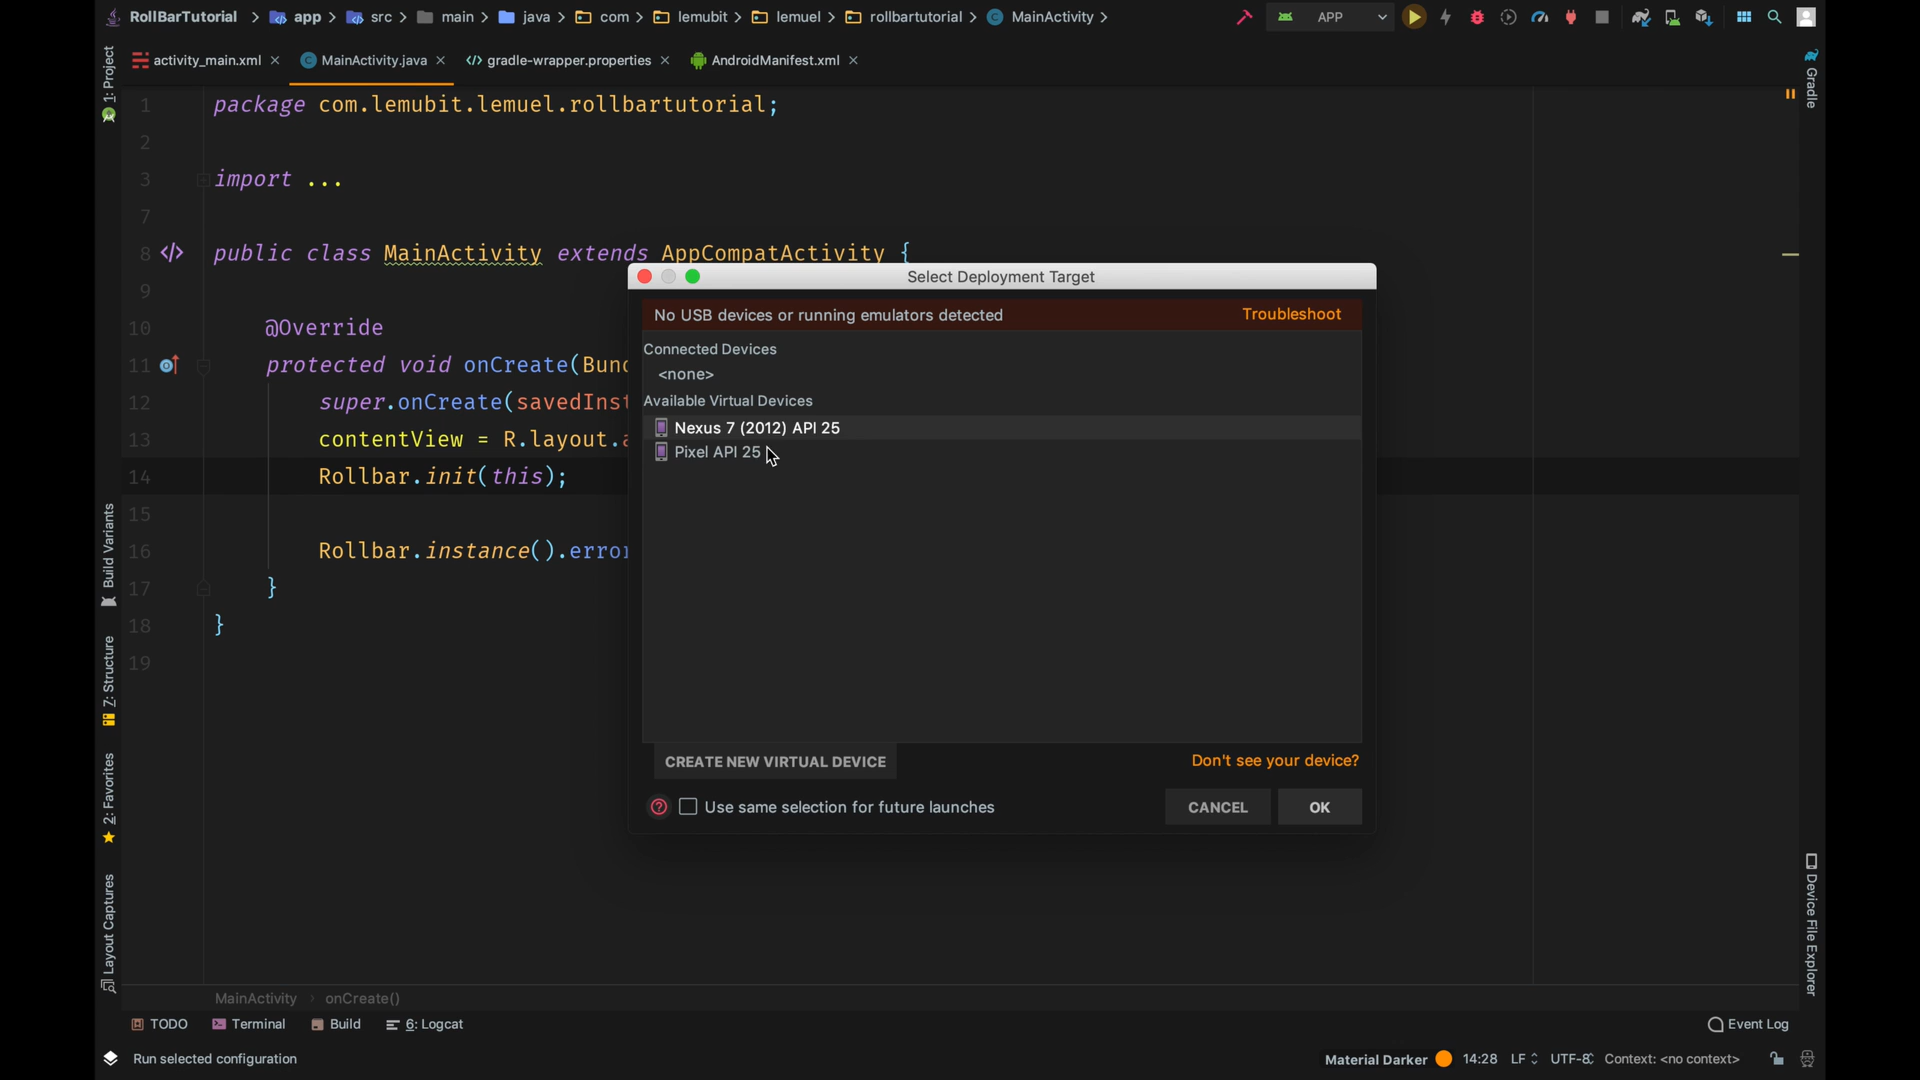 RollBarTutorial app src main java com lemubit lemuel rollbartutorial MainActivity APP
activity_main.xml MainActivity.java gradle-wrapper.properties AndroidManifest.xml
1: Project
Build Variants
7: Structure
2: Favorites
Layout Captures
1 package com.lemubit.lemuel.rollbartutorial;
2
3 import ...
7
8 public class MainActivity extends AppCompatActivity {
9
10 @Override
11 protected void onCreate(Bund
12 super.onCreate(savedInst
13 contentView = R.layout.a
14 Rollbar.init(this);
15
16 Rollbar.instance().error
17 }
18 }
19
Select Deployment Target
No USB devices or running emulators detected Troubleshoot
Connected Devices
<none>
Available Virtual Devices
Nexus 7 (2012) API 25
Pixel API 25
CREATE NEW VIRTUAL DEVICE Don't see your device?
Use same selection for future launches CANCEL OK
Gradle
Device File Explorer
MainActivity onCreate()
TODO Terminal Build 6: Logcat Event Log
Run selected configuration Material Darker 14:28 LF UTF-8 Context: <no context>